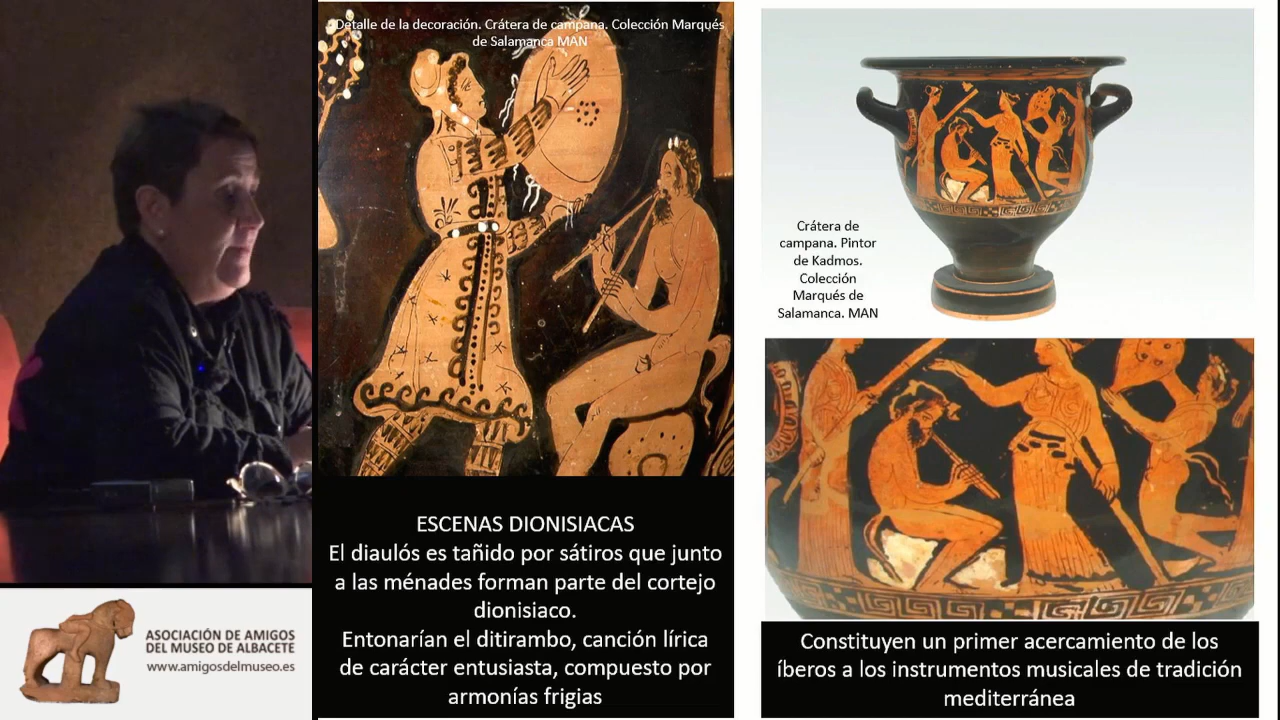 Detalle de la decoración. Crátera de campana. Colección Marqués
de Salamanca MAN
ESCENAS DIONISIACAS
El diaulós es tañido por sátiros que junto
a las ménades forman parte del cortejo
dionisiaco.
Entonarían el ditirambo, canción lírica
de carácter entusiasta, compuesto por
armonías frigias
Crátera de
campana. Pintor
de Kadmos.
Colección
Marqués de
Salamanca. MAN
Constituyen un primer acercamiento de los
íberos a los instrumentos musicales de tradición
mediterránea
ASOCIACIÓN DE AMIGOS
DEL MUSEO DE ALBACETE
www.amigosdelmuseo.es